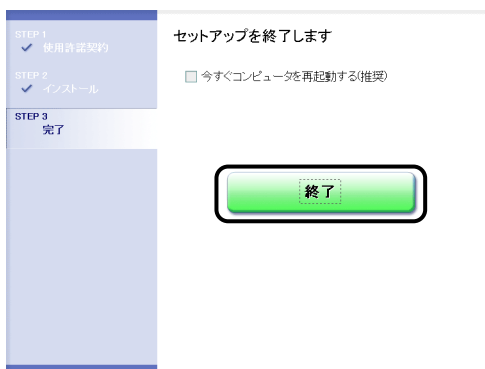 STEP 1
使用許諾契約
STEP 2
インストール
STEP 3
完了
セットアップを終了します
今すぐコンピュータを再起動する(推奨)
終了